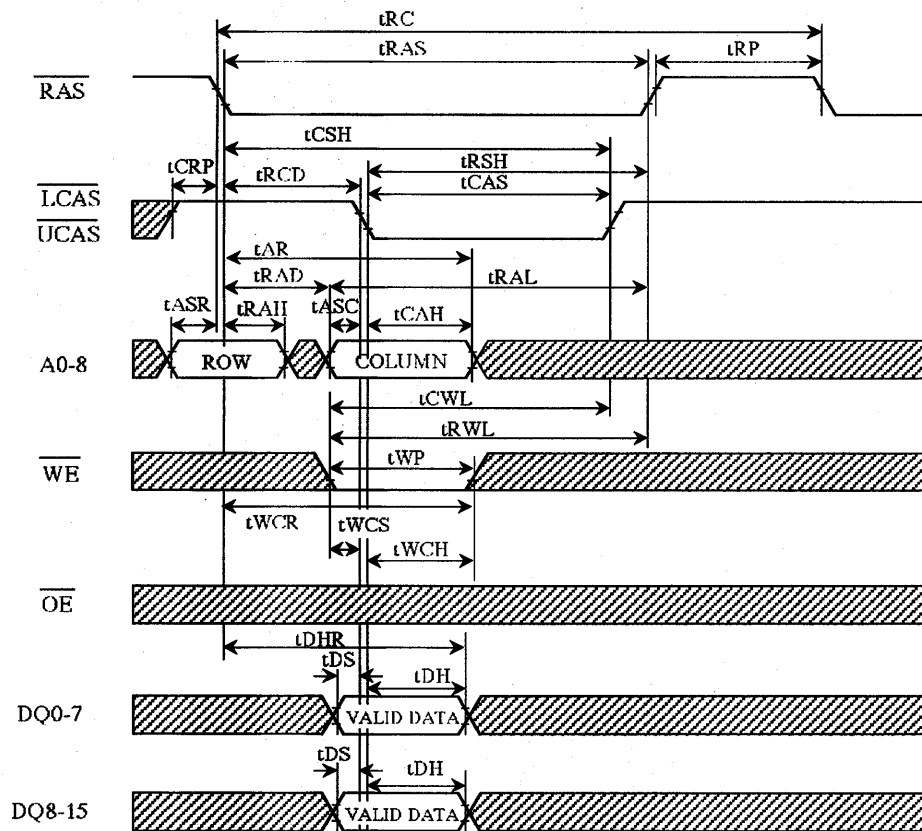 tRC
tRAS
tRP
RAS
tCSH
tCRP
tRCD
tRSH
tCAS
LCAS
UCAS
tAR
tRAD
tRAL
tASR
tRAH
tASC
tCAH
A0-8
ROW
COLUMN
tCWL
tRWL
WE
tWP
tWCR
tWCS
tWCH
OE
tDHR
tDS
tDH
DQ0-7
VALID DATA
tDS
tDH
DQ8-15
VALID DATA